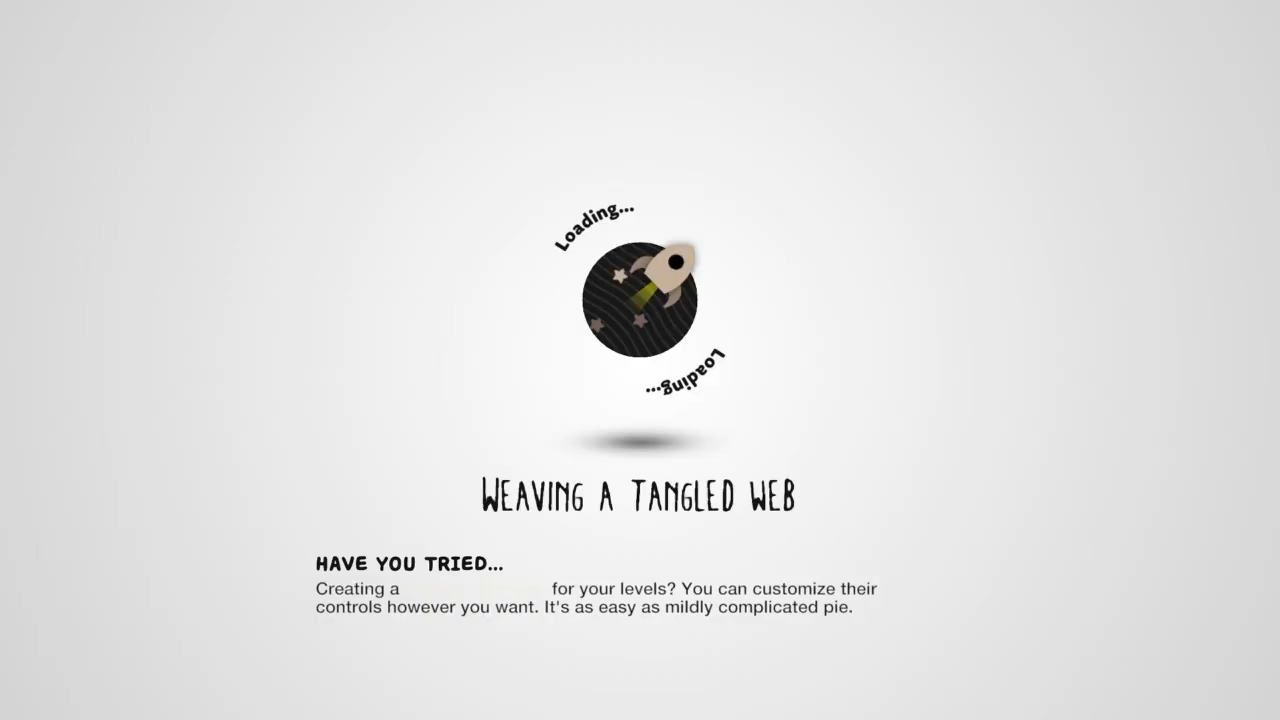 Loading...
Loading...
WEAVING A TANGLED WEB
HAVE YOU TRIED...
Creating a for your levels? You can customize their
controls however you want. It's as easy as mildly complicated pie.